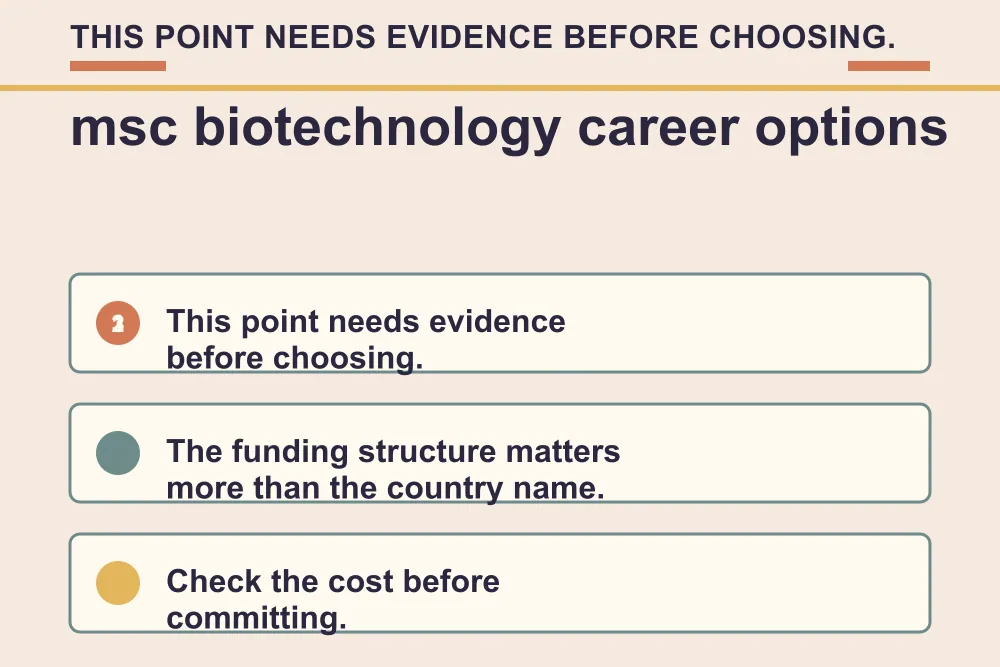 THIS POINT NEEDS EVIDENCE BEFORE CHOOSING.
msc biotechnology career options
This point needs evidence
before choosing.
The funding structure matters
more than the country name.
Check the cost before
committing.